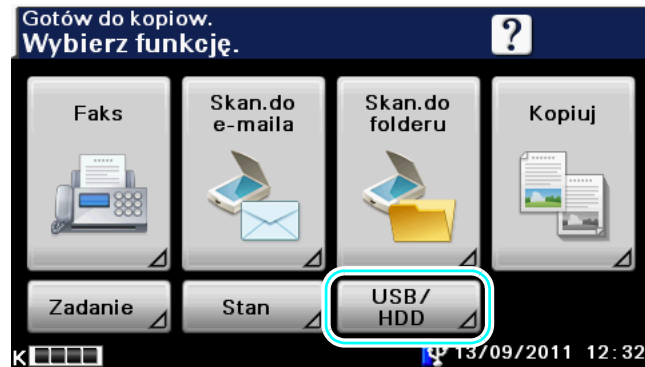 Gotów do kopiow.
Wybierz funkcję.
?
Faks
Skan.do
e-maila
Skan.do
folderu
Kopiuj
Zadanie
Stan
USB/
HDD
K
13/09/2011 12:32